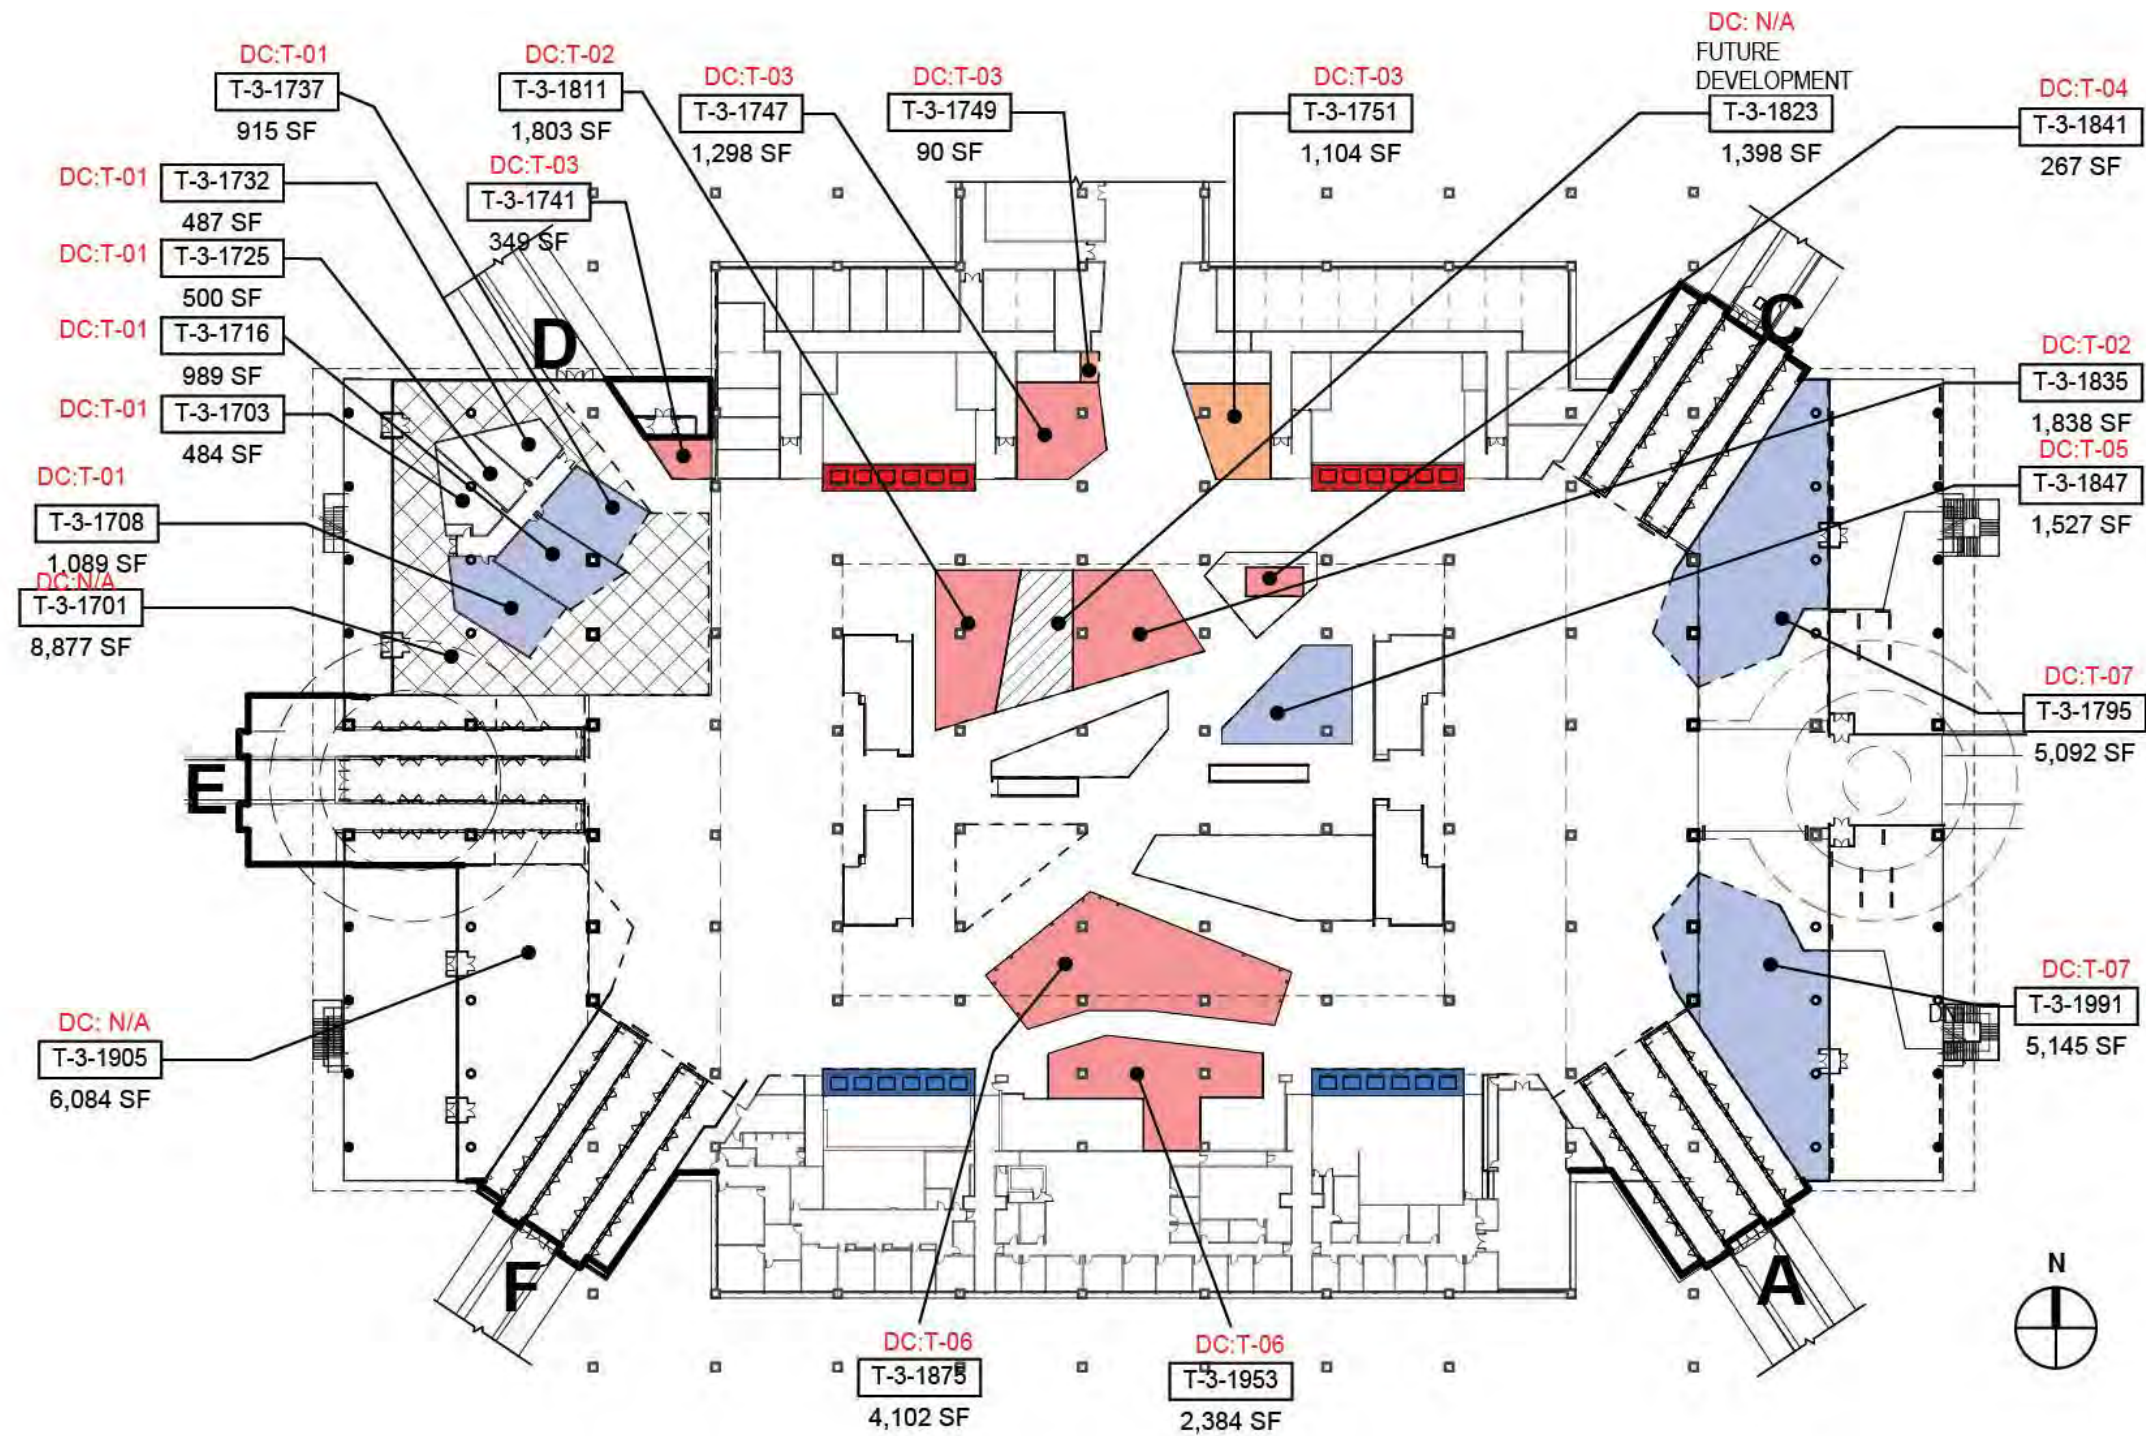 DC:T-01
T-3-1737
915 SF
DC:T-02
T-3-1811
1,803 SF
DC:T-03
T-3-1747
1,298 SF
DC:T-03
T-3-1749
90 SF
DC:T-03
T-3-1751
1,104 SF
DC: N/A
FUTURE
DEVELOPMENT
T-3-1823
1,398 SF
DC:T-04
T-3-1841
267 SF
DC:T-01 T-3-1732
487 SF
DC:T-03
T-3-1741
349 SF
DC:T-01 T-3-1725
500 SF
DC:T-01 T-3-1716
989 SF
DC:T-01 T-3-1703
484 SF
DC:T-01
T-3-1708
1,089 SF
DC:N/A
T-3-1701
8,877 SF
D
C
DC:T-02
T-3-1835
1,838 SF
DC:T-05
T-3-1847
1,527 SF
DC:T-07
T-3-1795
5,092 SF
E
DC:T-07
T-3-1991
5,145 SF
DC: N/A
T-3-1905
6,084 SF
F
A
N
DC:T-06
T-3-1875
4,102 SF
DC:T-06
T-3-1953
2,384 SF